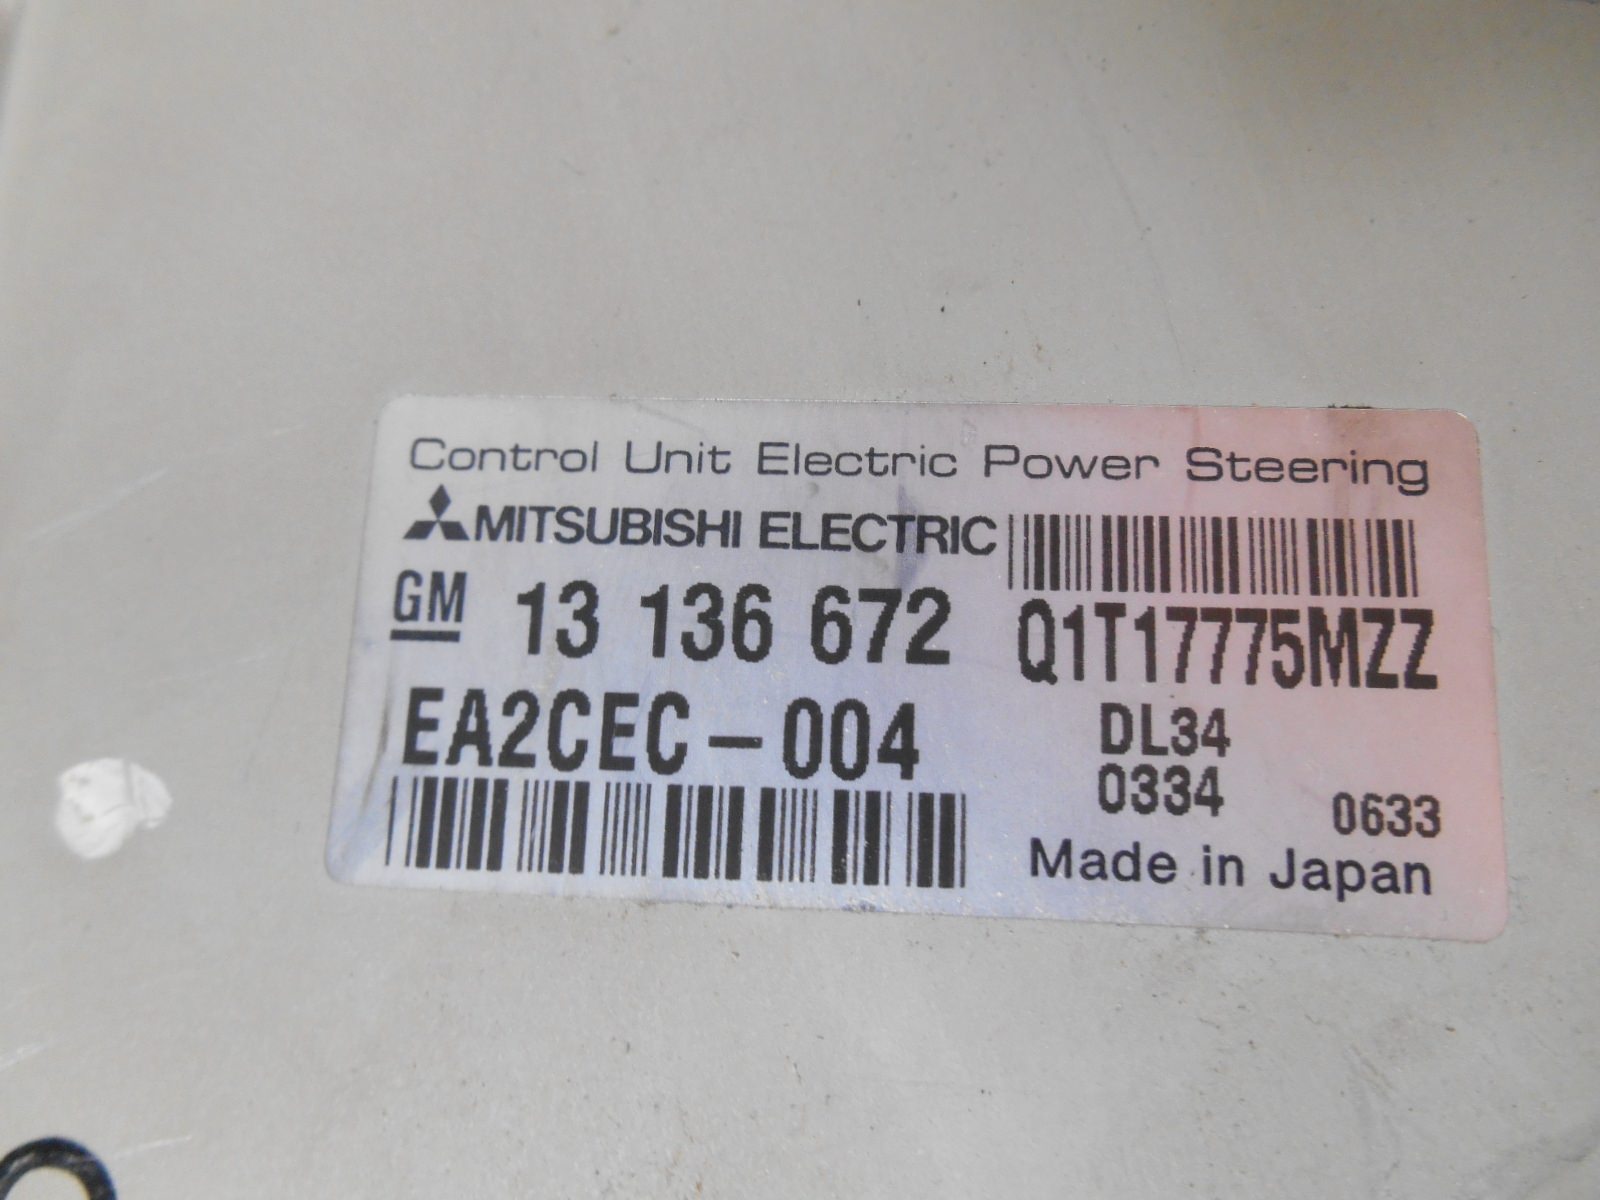 Control Unit Electric Power Steering
MITSUBISHI ELECTRIC
GM 13 136 672
Q1T17775MZZ
EA2CEC-004
DL34
0334
0633
Made in Japan